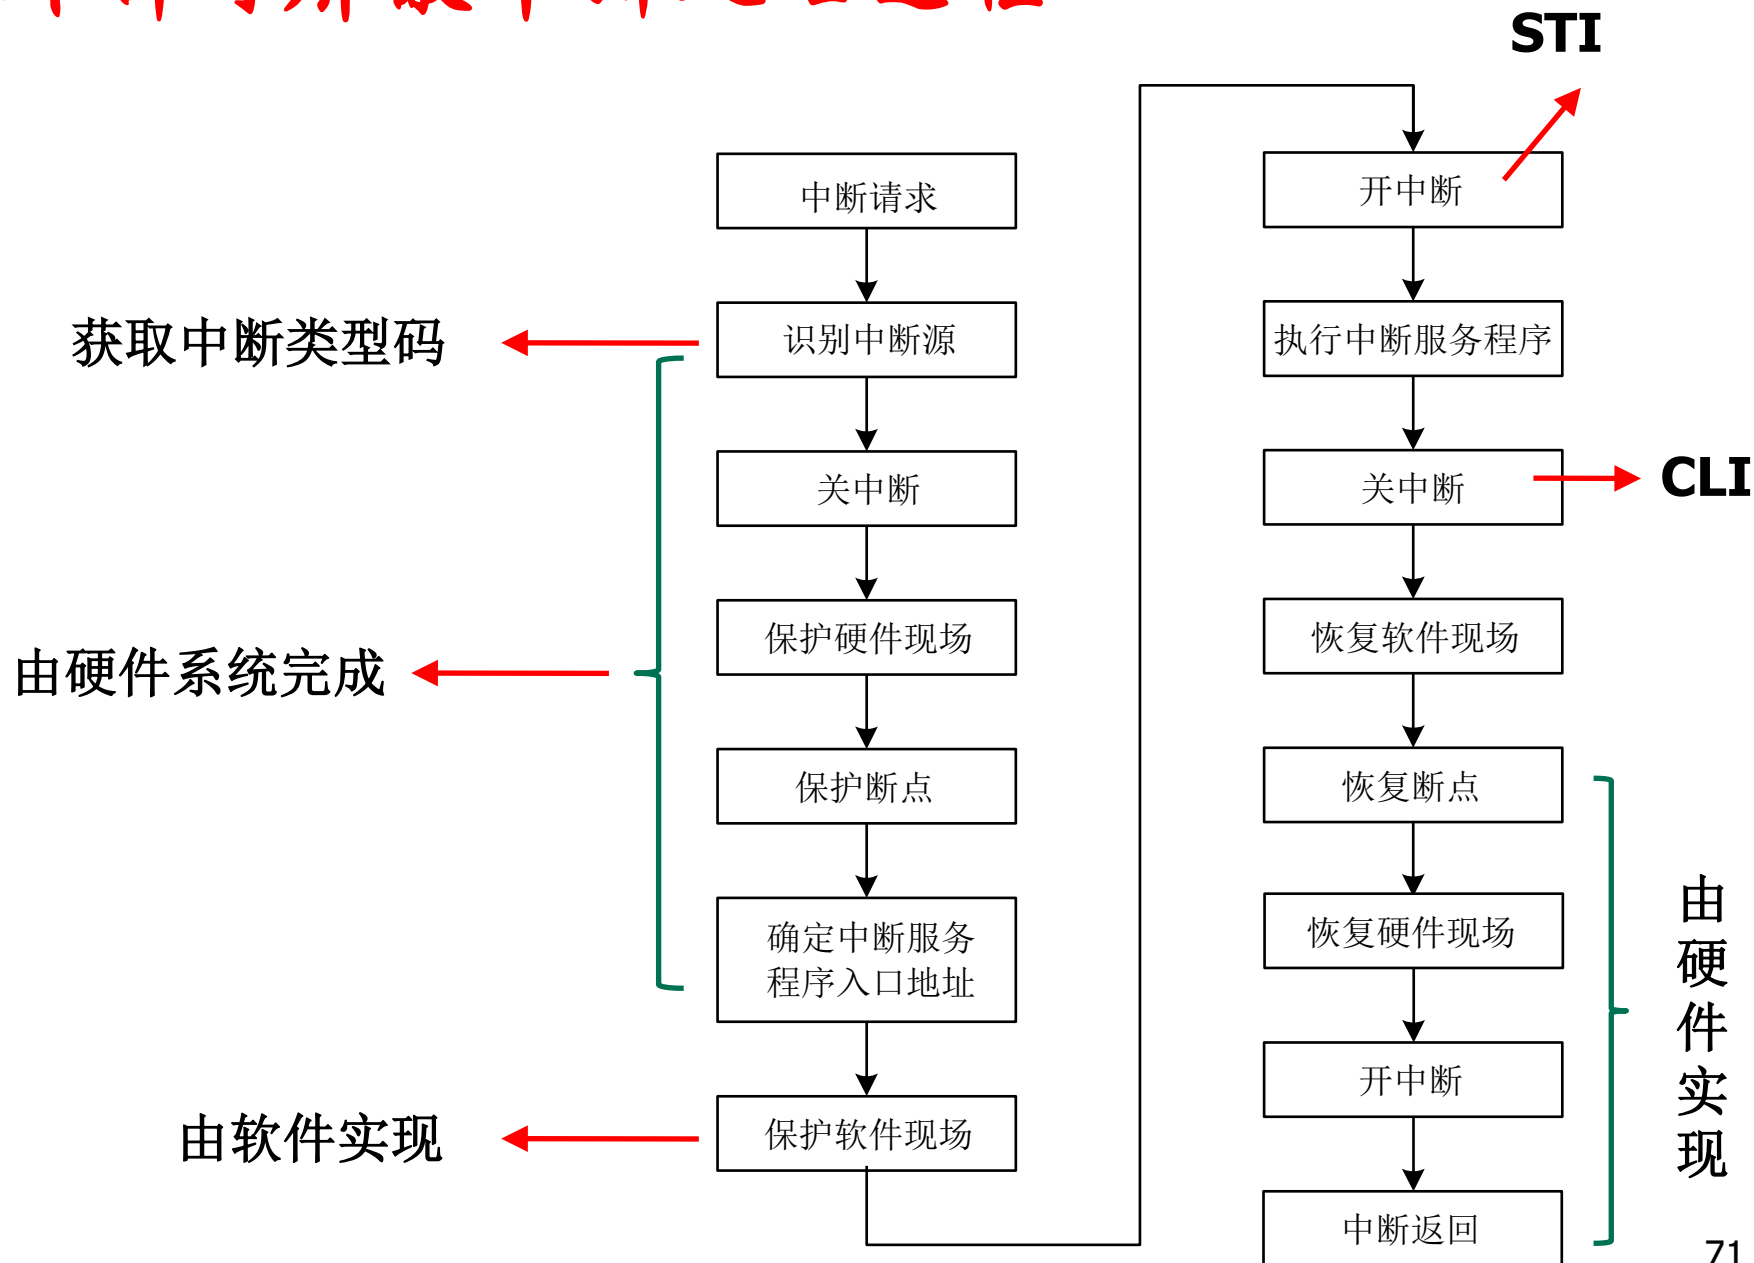 STI
中断请求
开中断
获取中断类型码
识别中断源
执行中断服务程序
关中断
关中断
CLI
由硬件系统完成
保护硬件现场
恢复软件现场
保护断点
恢复断点
确定中断服务
程序入口地址
恢复硬件现场
由硬件实现
开中断
由软件实现
保护软件现场
中断返回
71